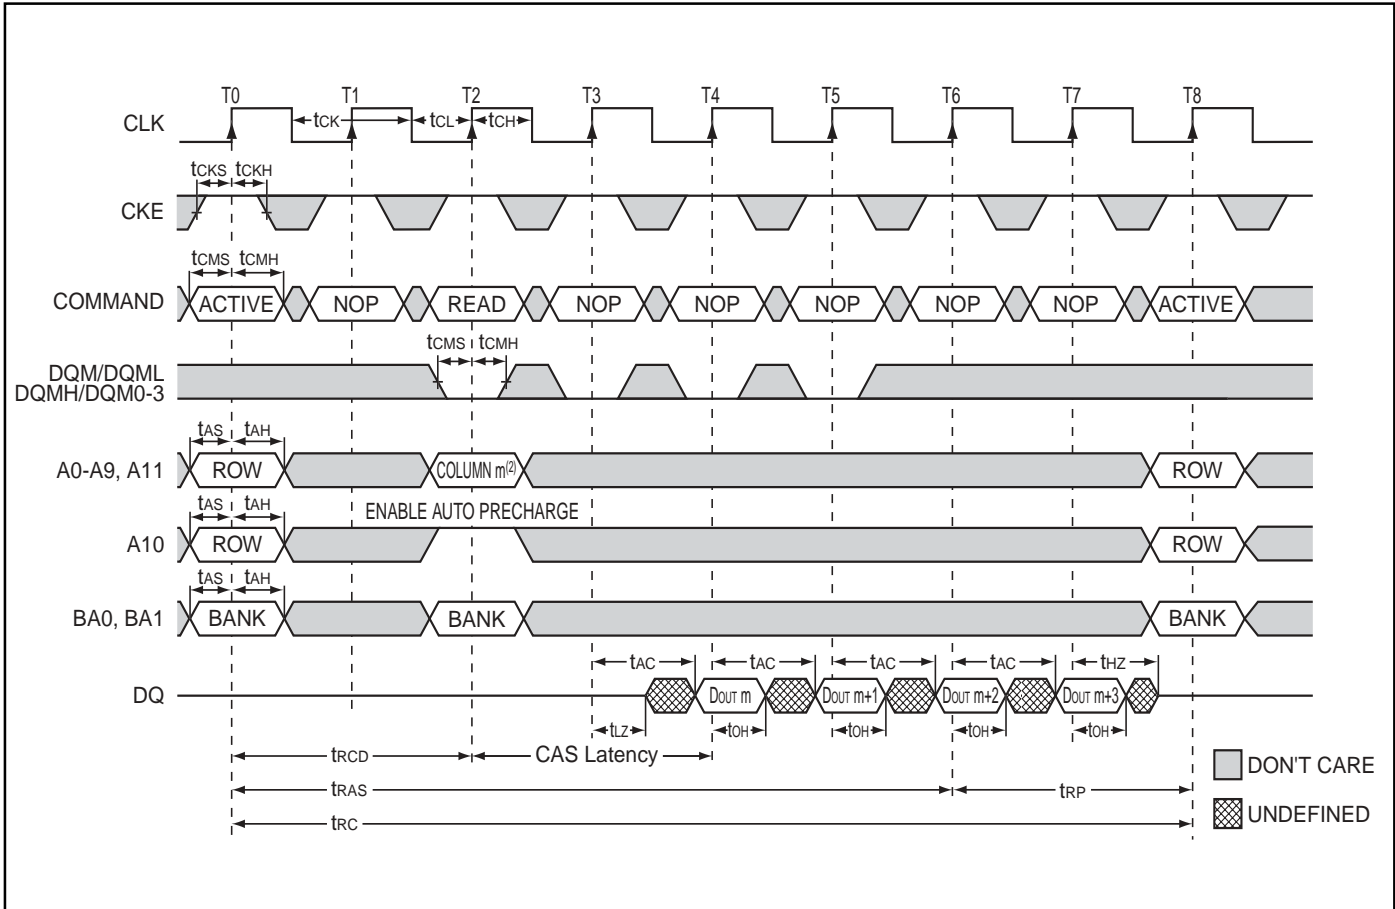 T0 T1 T2 T3 T4 T5 T6 T7 T8
CLK tCK tCL tCH
tCKS tCKH
CKE
tCMS tCMH
COMMAND ACTIVE NOP READ NOP NOP NOP NOP NOP ACTIVE
tCMS tCMH
DQM/DQML
DQMH/DQM0-3
tAS tAH
A0-A9, A11 ROW COLUMN m(2) ROW
tAS tAH ENABLE AUTO PRECHARGE
A10 ROW ROW
tAS tAH
BA0, BA1 BANK BANK BANK
tAC tAC tAC tAC tHZ
DQ DOUT m DOUT m+1 DOUT m+2 DOUT m+3
tLZ tOH tOH tOH tOH
tRCD CAS Latency
DON'T CARE
tRAS tRP
UNDEFINED
tRC